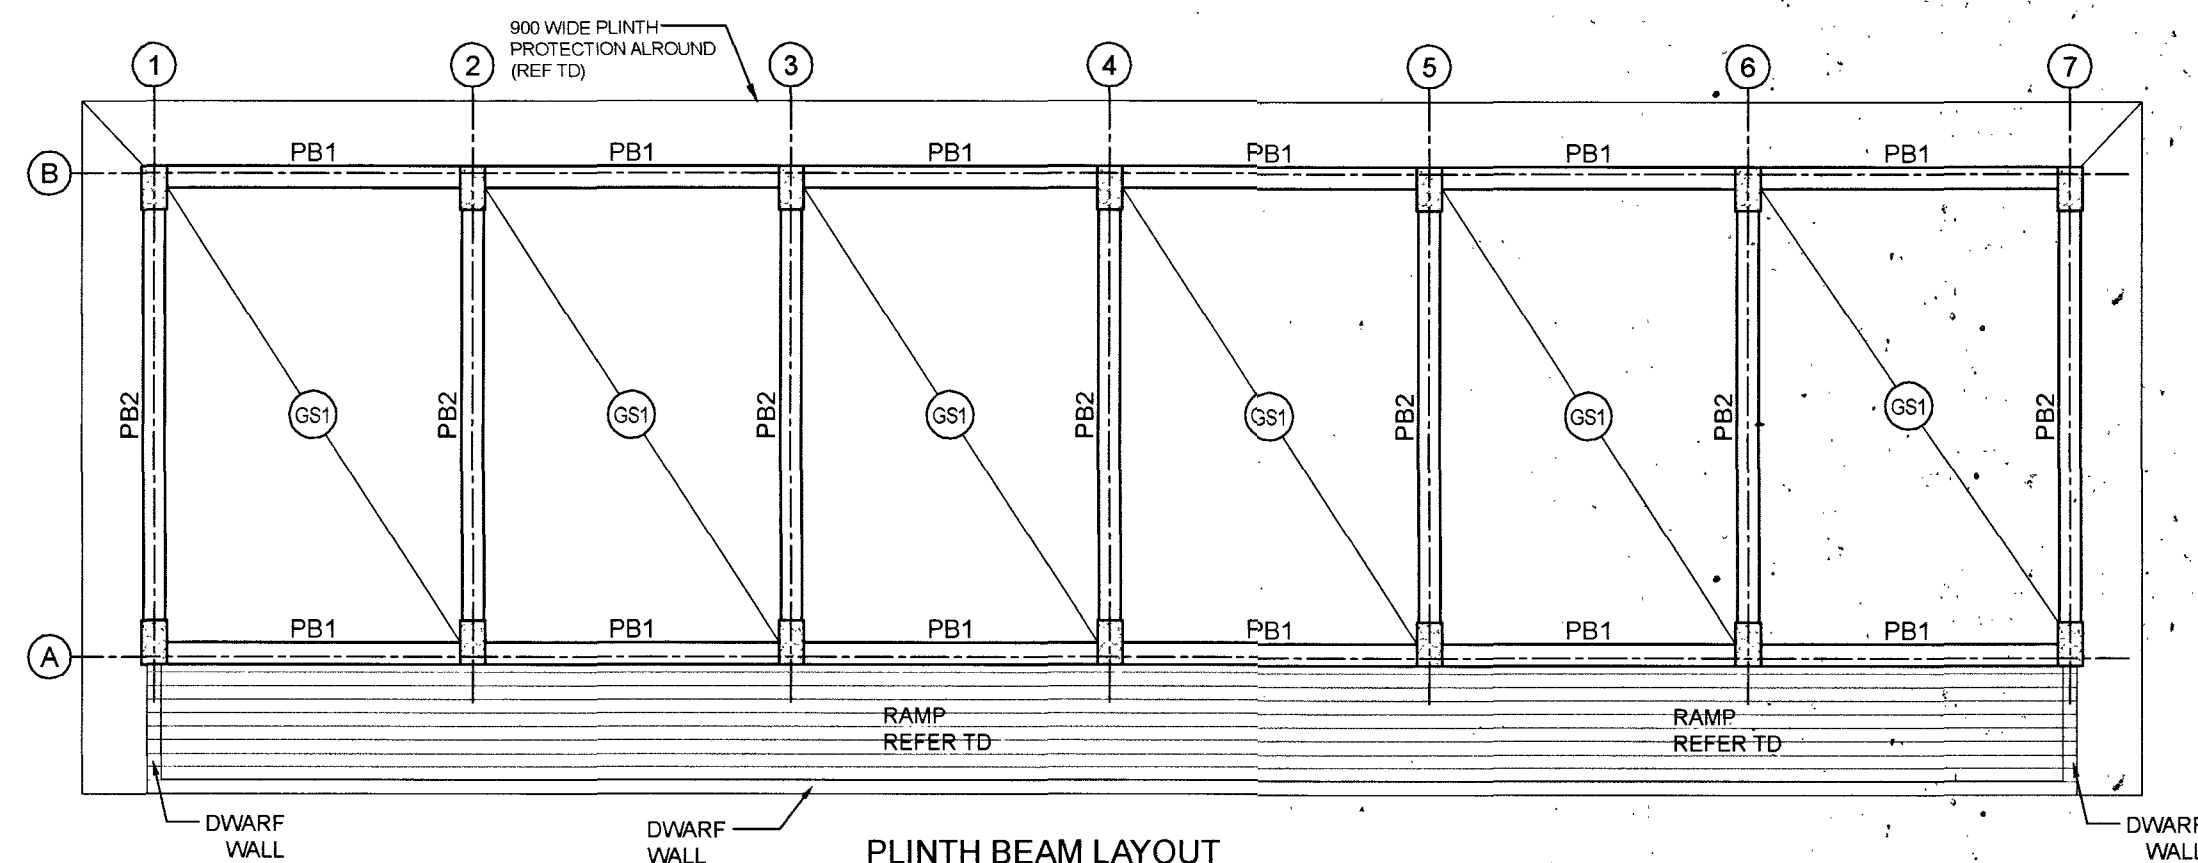 900 WIDE PLINTH
PROTECTION ALROUND
(REF TD)
1 2 3 4 5 6 7
PB1 PB1 PB1 PB1 PB1 PB1
B
PB2 PB2 PB2 PB2 PB2 PB2 PB2
GS1 GS1 GS1 GS1 GS1 GS1
PB1 PB1 PB1 PB1 PB1 PB1
A
RAMP
REFER TD
RAMP
REFER TD
DWARF
WALL
DWARF
WALL
DWARF
WALL
PLINTH BEAM LAYOUT